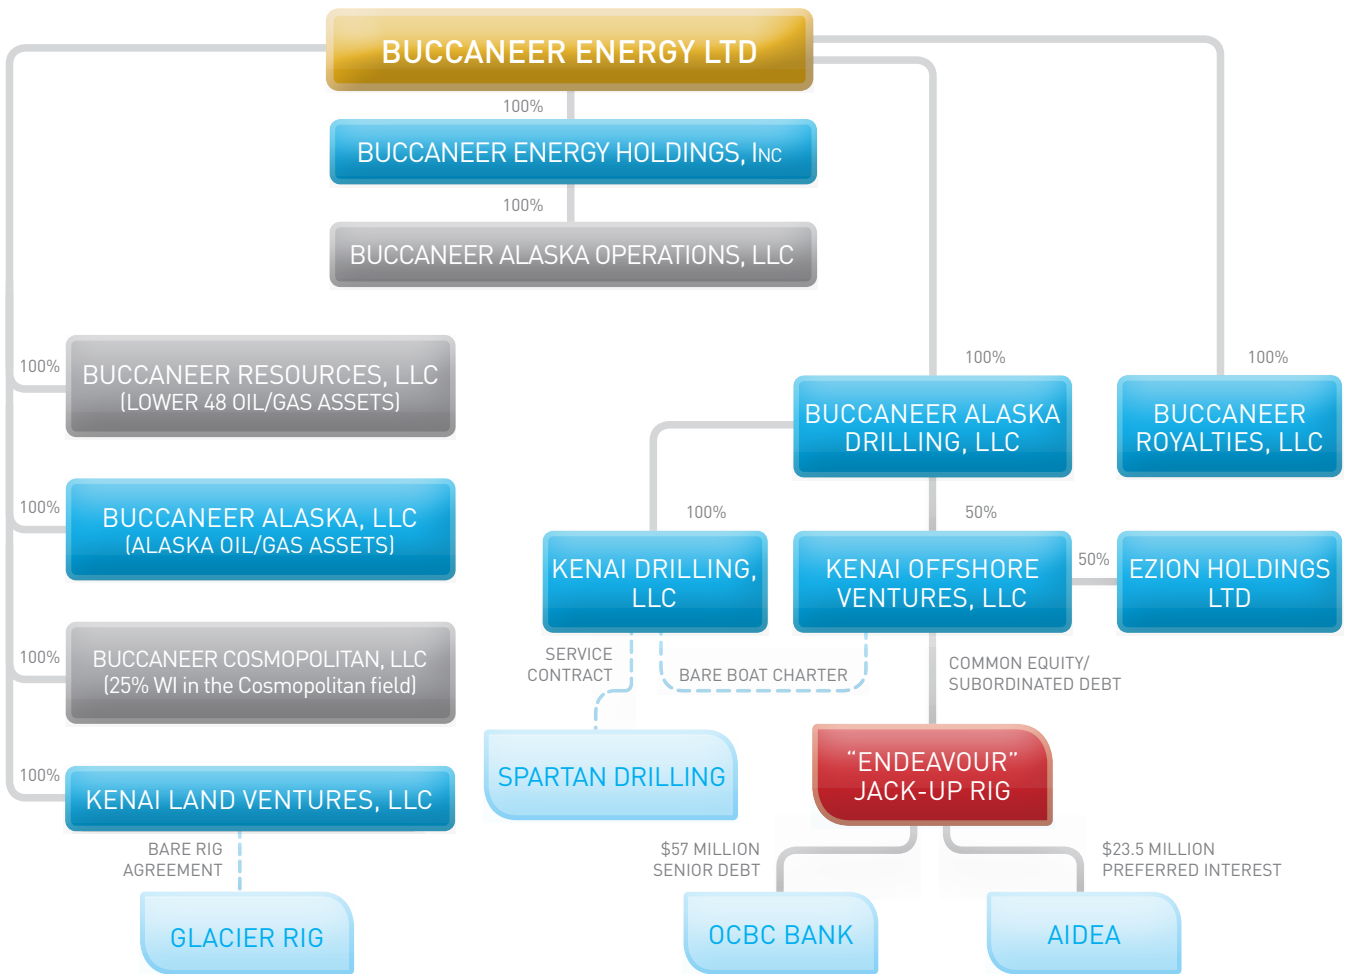 BUCCANEER ENERGY LTD
100%
BUCCANEER ENERGY HOLDINGS, INC
100%
BUCCANEER ALASKA OPERATIONS, LLC
100%
BUCCANEER RESOURCES, LLC
(LOWER 48 OIL/GAS ASSETS)
100%
BUCCANEER ALASKA, LLC
(ALASKA OIL/GAS ASSETS)
100%
BUCCANEER COSMOPOLITAN, LLC
(25% WI in the Cosmopolitan field)
100%
KENAI LAND VENTURES, LLC
BARE RIG
AGREEMENT
GLACIER RIG
100%
BUCCANEER ALASKA
DRILLING, LLC
100%
BUCCANEER
ROYALTIES, LLC
100%
KENAI DRILLING,
LLC
50%
KENAI OFFSHORE
VENTURES, LLC
50%
EZION HOLDINGS
LTD
SERVICE
CONTRACT
BARE BOAT CHARTER
COMMON EQUITY/
SUBORDINATED DEBT
SPARTAN DRILLING
“ENDEAVOUR”
JACK-UP RIG
$57 MILLION
SENIOR DEBT
$23.5 MILLION
PREFERRED INTEREST
OCBC BANK
AIDEA